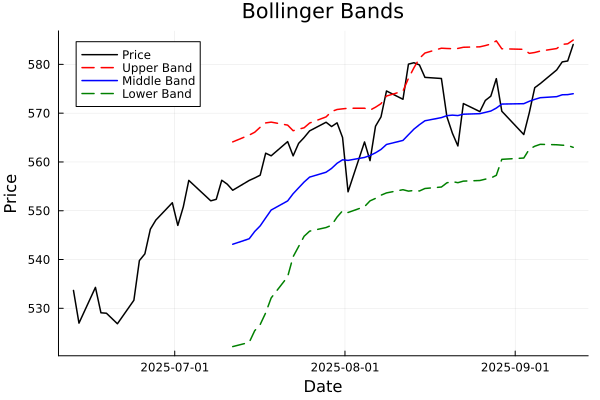 Bollinger Bands
Price
Upper Band
Middle Band
Lower Band
580
570
560
550
540
530
Price
2025-07-01
2025-08-01
2025-09-01
Date